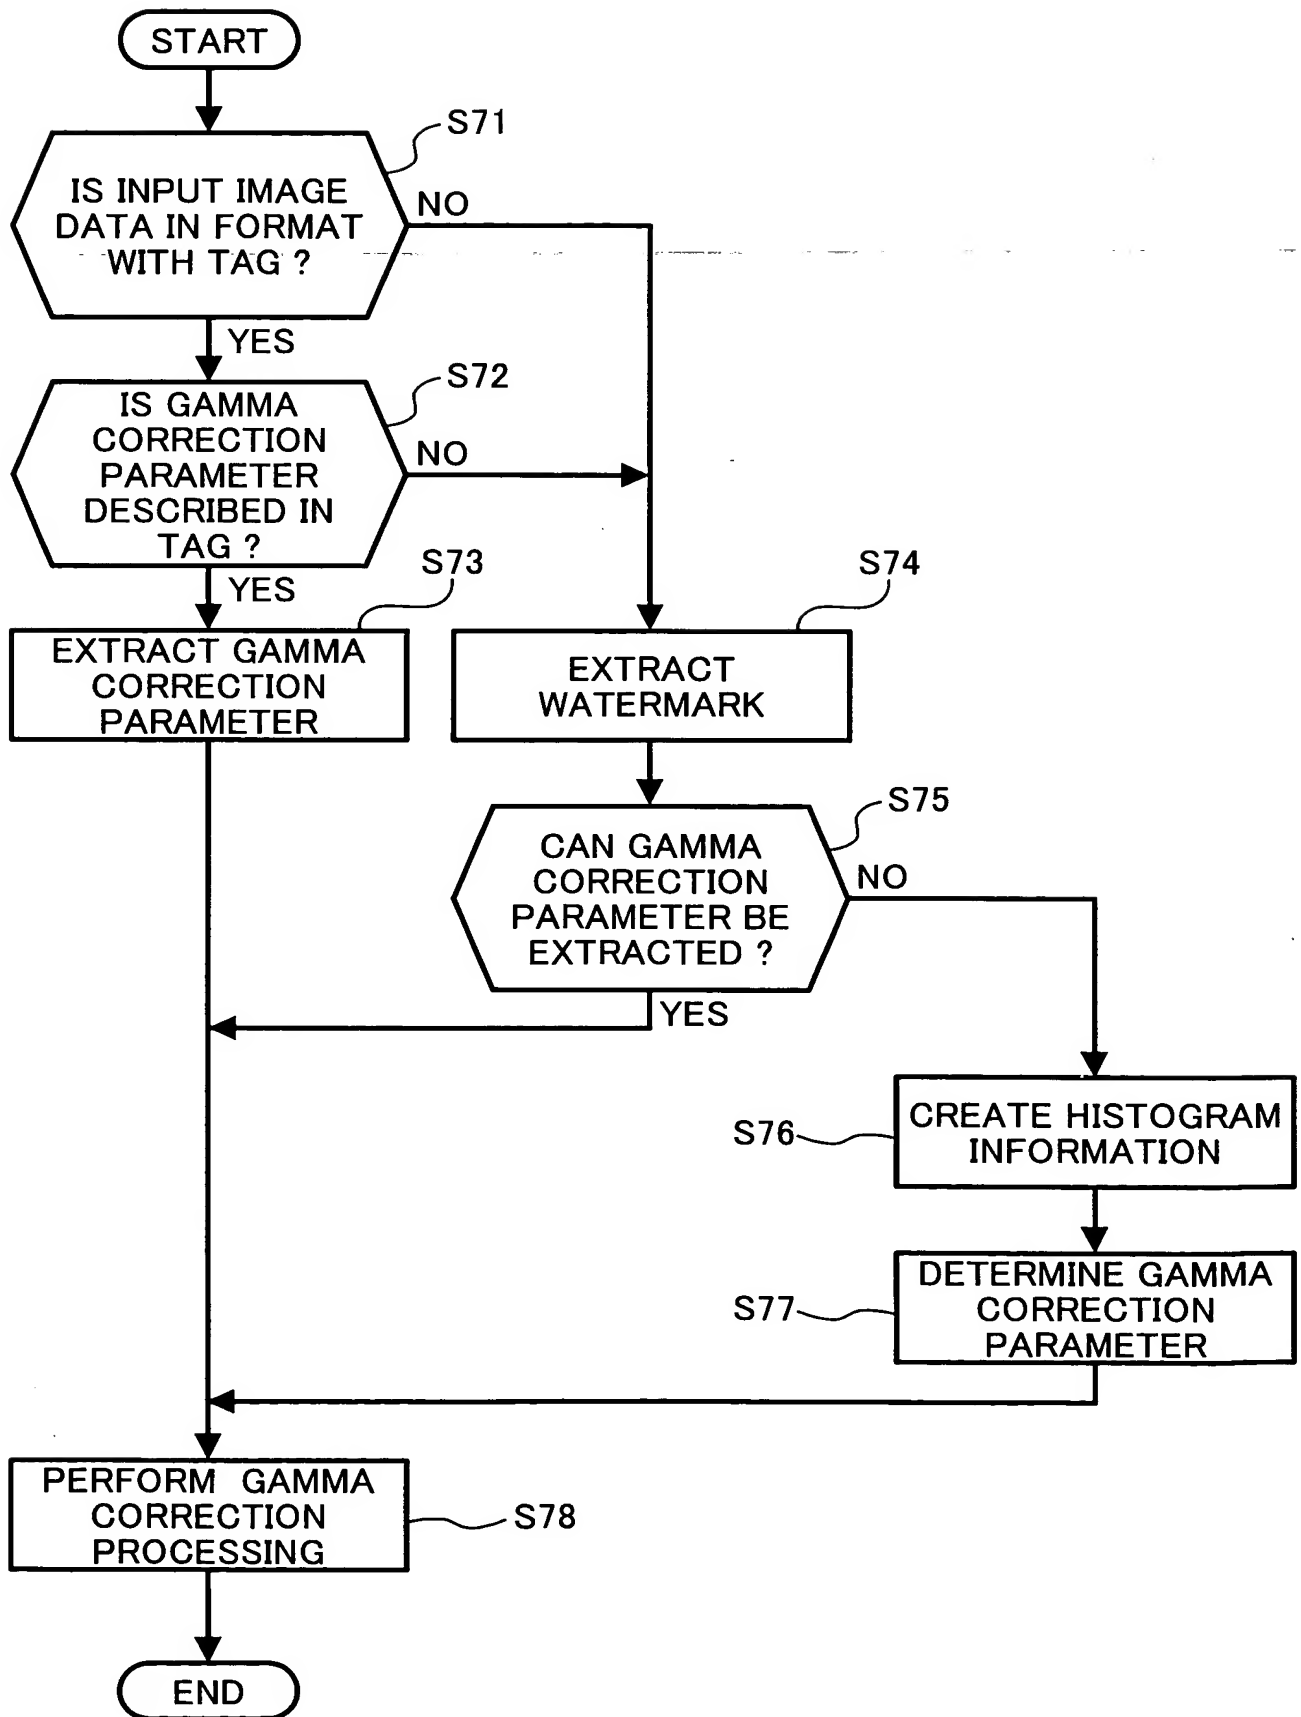 START
S71
IS INPUT IMAGE
DATA IN FORMAT
WITH TAG ?
NO
YES
S72
IS GAMMA
CORRECTION
PARAMETER
DESCRIBED IN
TAG ?
NO
YES
S73
EXTRACT GAMMA
CORRECTION
PARAMETER
S74
EXTRACT
WATERMARK
S75
CAN GAMMA
CORRECTION
PARAMETER BE
EXTRACTED ?
NO
YES
S76
CREATE HISTOGRAM
INFORMATION
S77
DETERMINE GAMMA
CORRECTION
PARAMETER
PERFORM GAMMA
CORRECTION
PROCESSING
S78
END